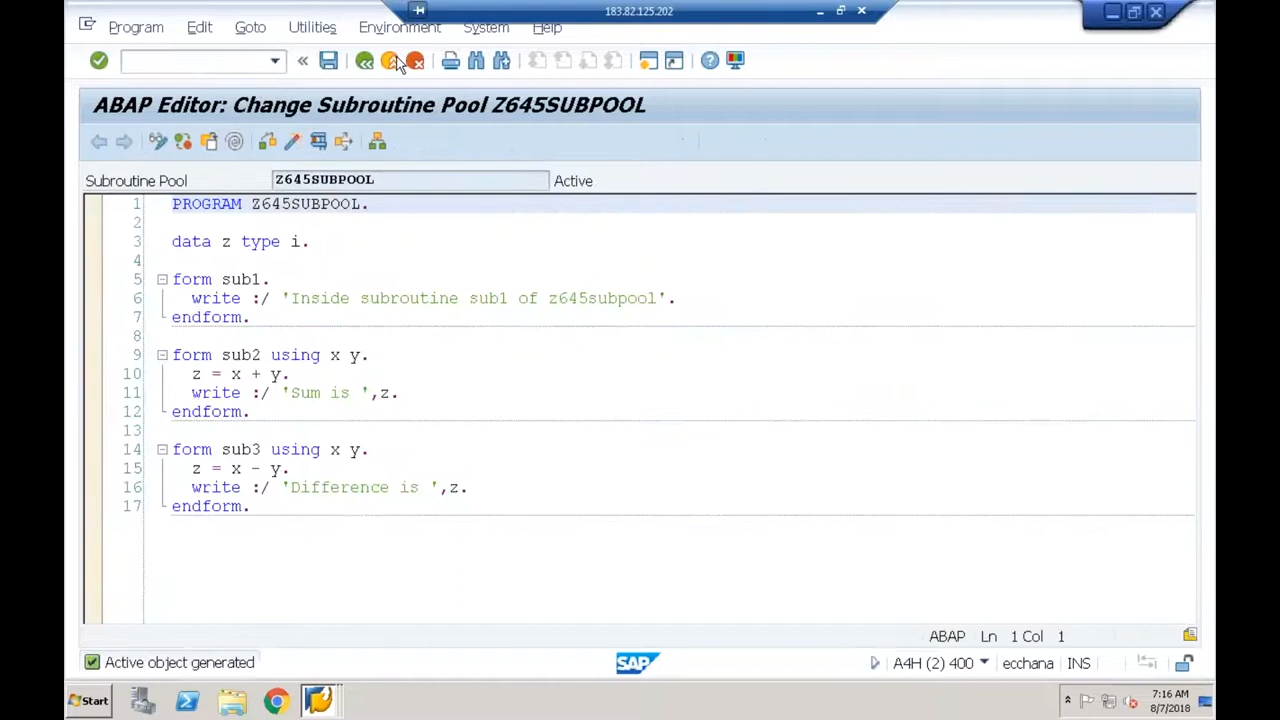 183.82.125.202
Program Edit Goto Utilities Environment System Help
ABAP Editor: Change Subroutine Pool Z645SUBPOOL
Subroutine Pool Z645SUBPOOL Active
1 PROGRAM Z645SUBPOOL.
2
3 data z type i.
4
5 form sub1.
6 write :/ 'Inside subroutine sub1 of z645subpool'.
7 endform.
8
9 form sub2 using x y.
10 z = x + y.
11 write :/ 'Sum is ',z.
12 endform.
13
14 form sub3 using x y.
15 z = x - y.
16 write :/ 'Difference is ',z.
17 endform.
ABAP Ln 1 Col 1
Active object generated SAP A4H (2) 400 ecchana INS
Start 7:16 AM
8/7/2018